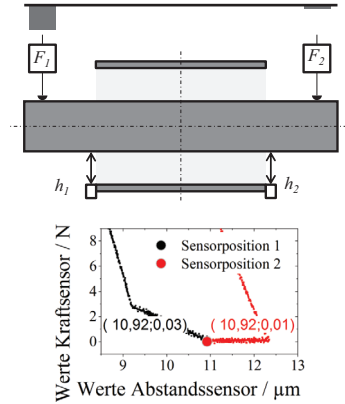 F1 F2
h1 h2
Werte Kraftsensor / N
8
6
4
2
0
Sensorposition 1
Sensorposition 2
( 10,92;0,03) ( 10,92;0,01)
9 10 11 12 13
Werte Abstandssensor / µm